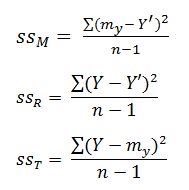 ss_M = Σ(m_y − Y′)² / n−1
ss_R = Σ(Y − Y′)² / n − 1
ss_T = Σ(Y − m_y)² / n − 1